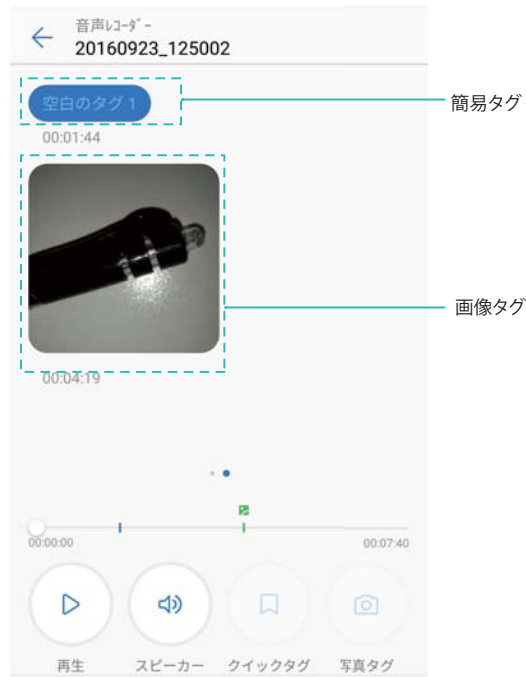 音声ﾚｺｰﾀﾞｰ
20160923_125002
空白のタグ 1
簡易タグ
00:01:44
画像タグ
00:04:19
00:00:00
00:07:40
再生
スピーカー
クイックタグ
写真タグ